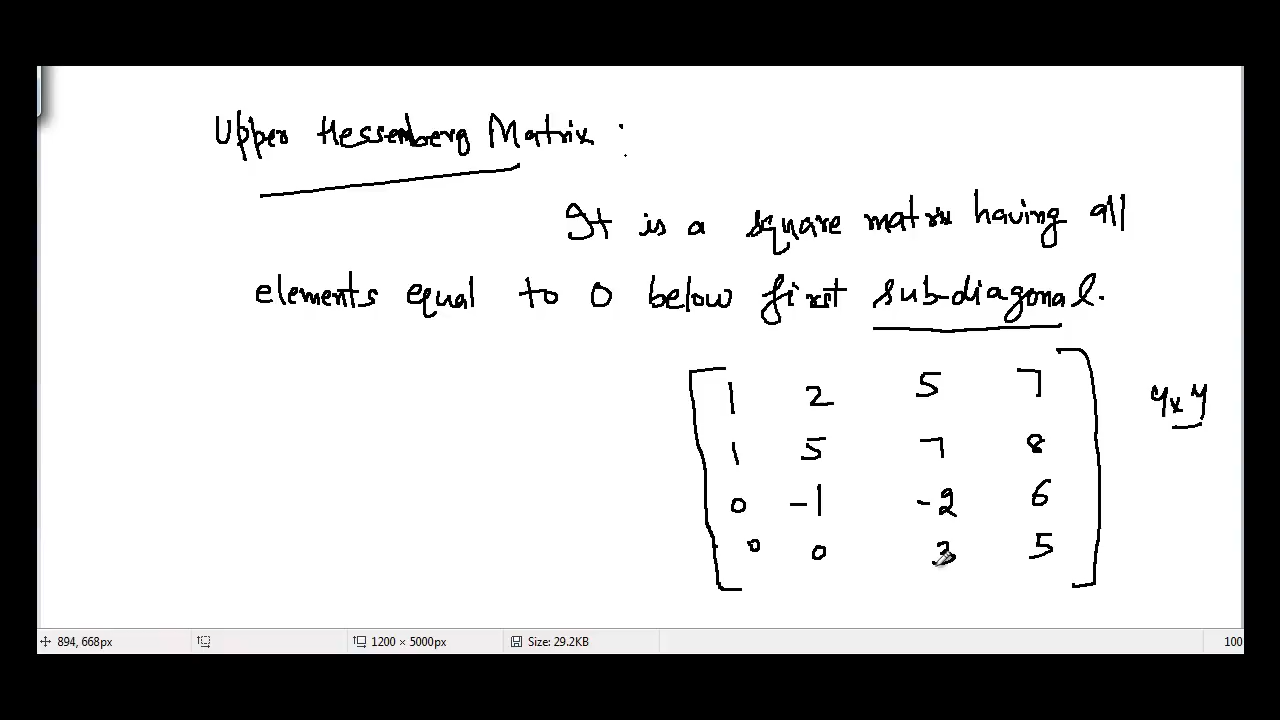 Upper Hessenberg Matrix :
It is a square matrix having all
elements equal to 0 below first sub-diagonal.
1 2 5 7
4x4
1 5 7 8
0 -1 -2 6
0 0 3 5
894, 668px 1200 × 5000px Size: 29.2KB 100